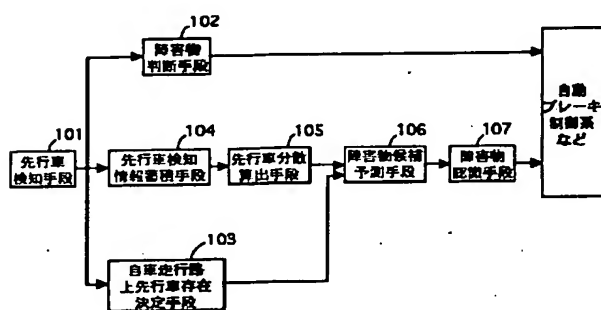 102
障害物
判断手段
自動
ブレーキ
制御系
など
101
先行車
検知手段
104
先行車検知
情報蓄積手段
105
先行車分散
算出手段
106
障害物候補
予測手段
107
障害物
認識手段
103
自車走行路
上先行車存在
決定手段